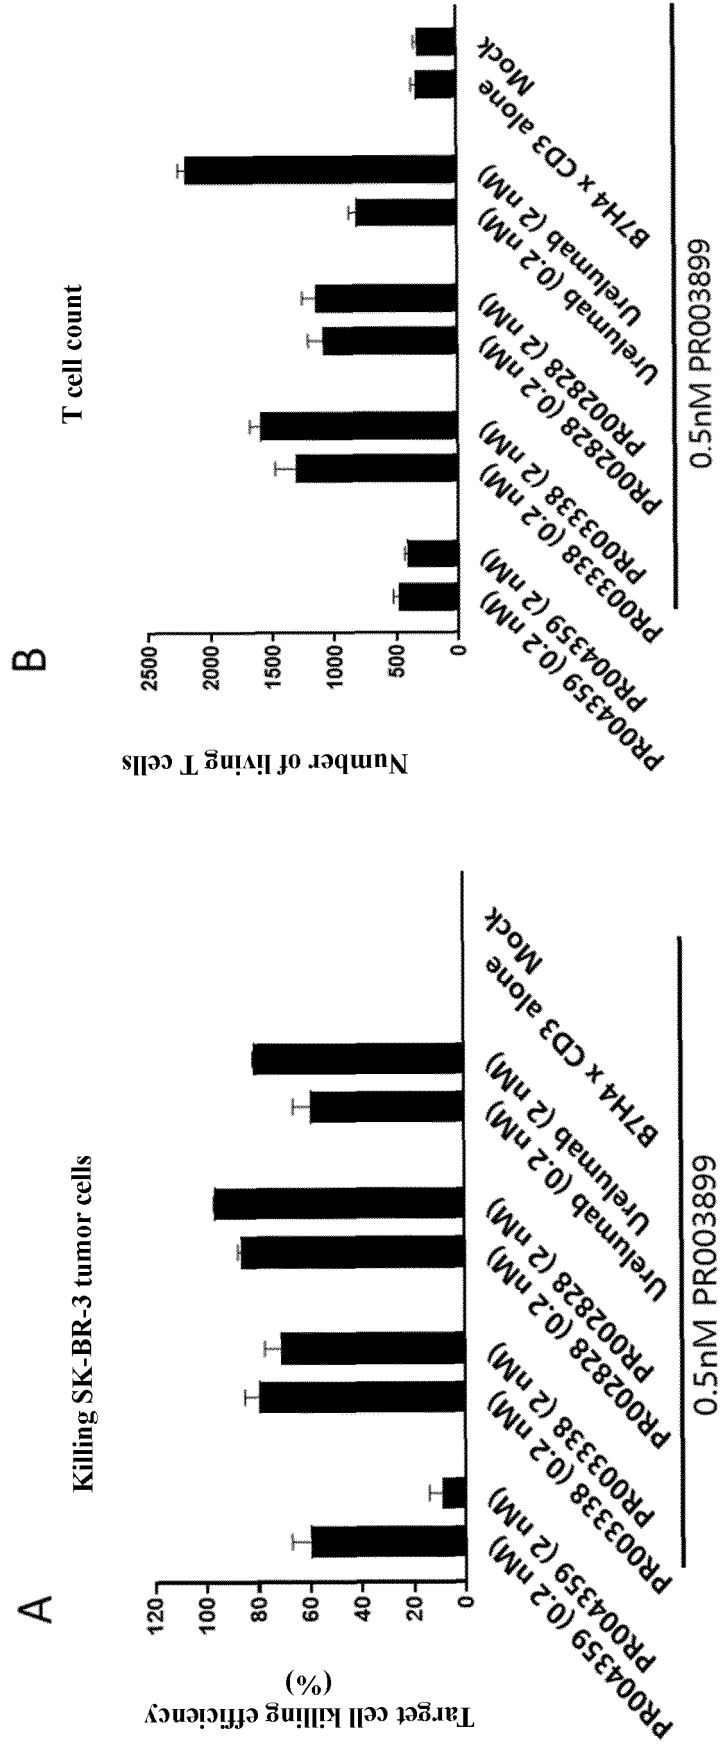 A
Killing SK-BR-3 tumor cells
Target cell killing efficiency
(%)
120
100
80
60
40
20
0
PR004359 (0.2 nM)
PR004359 (2 nM)
PR003338 (0.2 nM)
PR003338 (2 nM)
PR002828 (0.2 nM)
PR002828 (2 nM)
Urelumab (0.2 nM)
Urelumab (2 nM)
B7H4 x CD3 alone
Mock
0.5nM PR003899
B
T cell count
Number of living T cells
2500
2000
1500
1000
500
0
PR004359 (0.2 nM)
PR004359 (2 nM)
PR003338 (0.2 nM)
PR003338 (2 nM)
PR002828 (0.2 nM)
PR002828 (2 nM)
Urelumab (0.2 nM)
Urelumab (2 nM)
B7H4 x CD3 alone
Mock
0.5nM PR003899